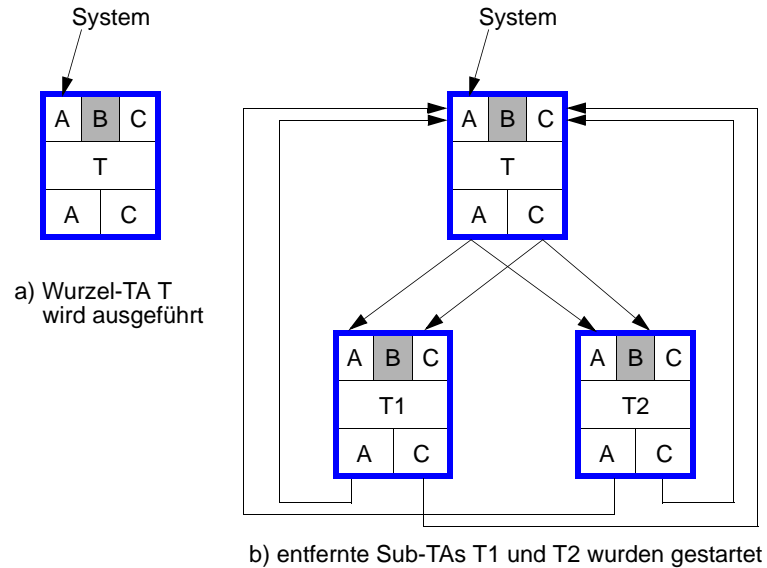 System
A B C
T
A C
a) Wurzel-TA T
wird ausgeführt
System
A B C
T
A C
A B C
T1
A C
A B C
T2
A C
b) entfernte Sub-TAs T1 und T2 wurden gestartet